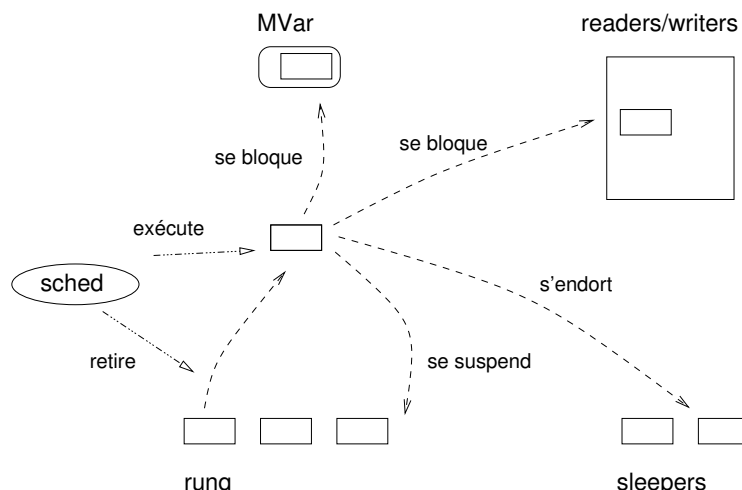 MVar
readers/writers
se bloque
se bloque
exécute
sched
s'endort
retire
se suspend
runq
sleepers